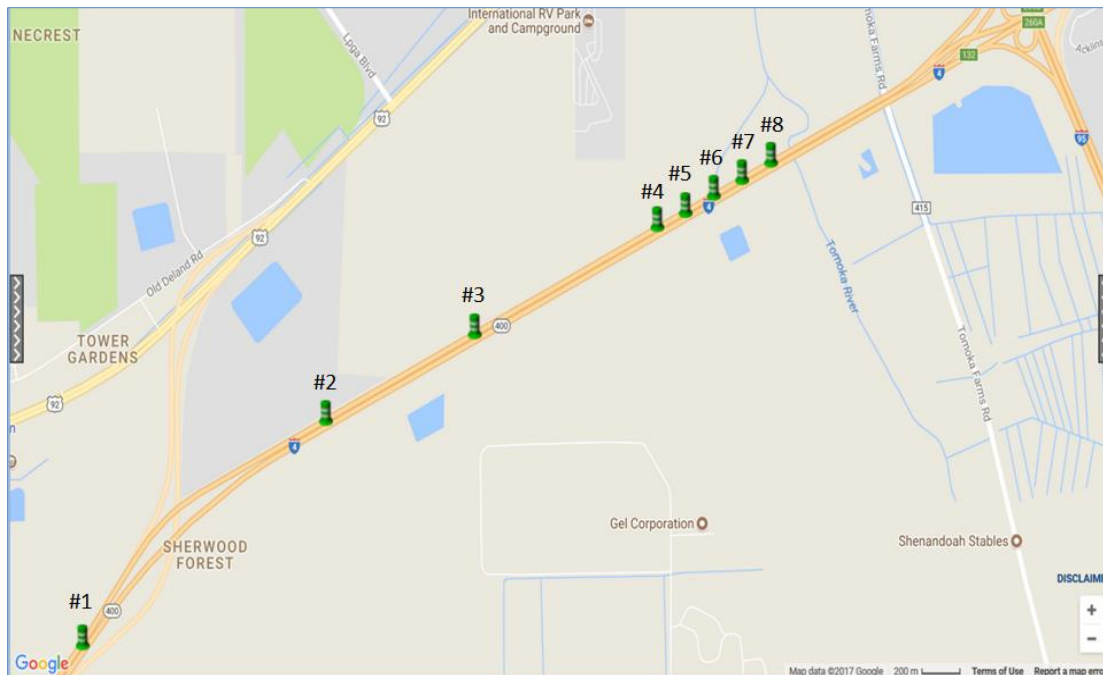 International RV Park
and Campground
NECREST
Lpga Blvd
92
92
92
92
Old Deland Rd
TOWER
GARDENS
n
SHERWOOD
FOREST
400
400
4
4
4
#1
#2
#3
#4
#5
#6
#7
#8
Tomoka Farms Rd
132
260A
Acklins
95
415
Tomoka River
Tomoka Farms Rd
Gel Corporation
Shenandoah Stables
DISCLAIME
+
−
Google
Map data ©2017 Google
200 m
Terms of Use
Report a map erro